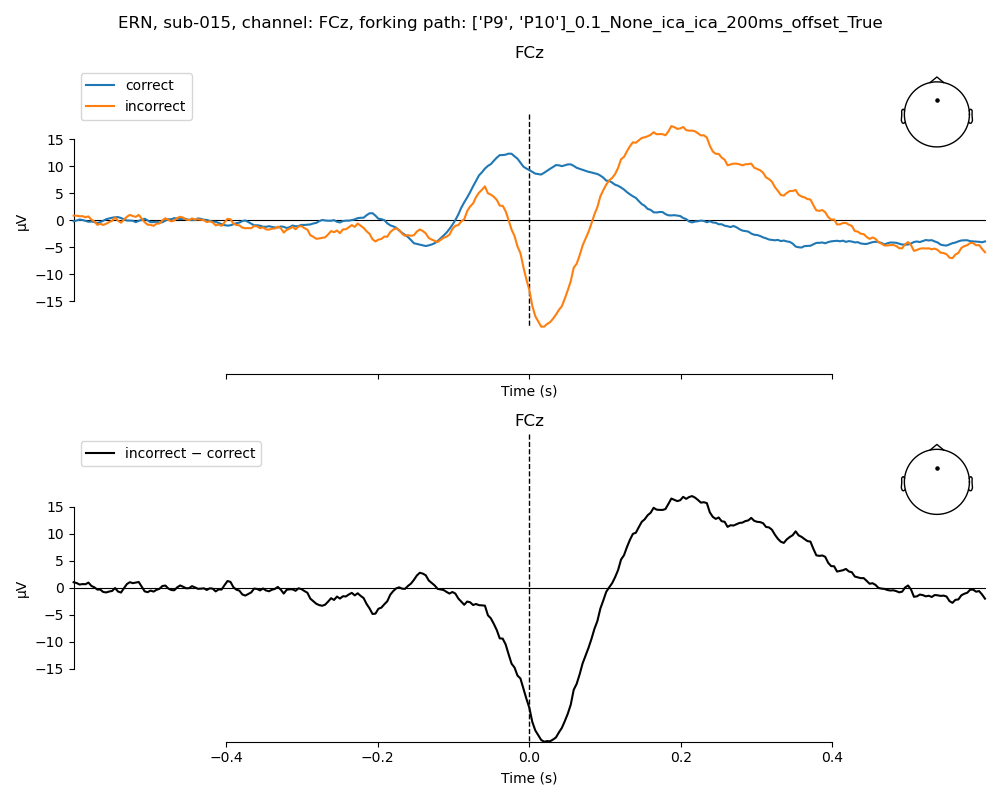 ERN, sub-015, channel: FCz, forking path: ['P9', 'P10']_0.1_None_ica_ica_200ms_offset_True
FCz
correct
incorrect
15
10
5
0
−5
−10
−15
µV
Time (s)
FCz
incorrect − correct
15
10
5
0
−5
−10
−15
µV
−0.4
−0.2
0.0
0.2
0.4
Time (s)